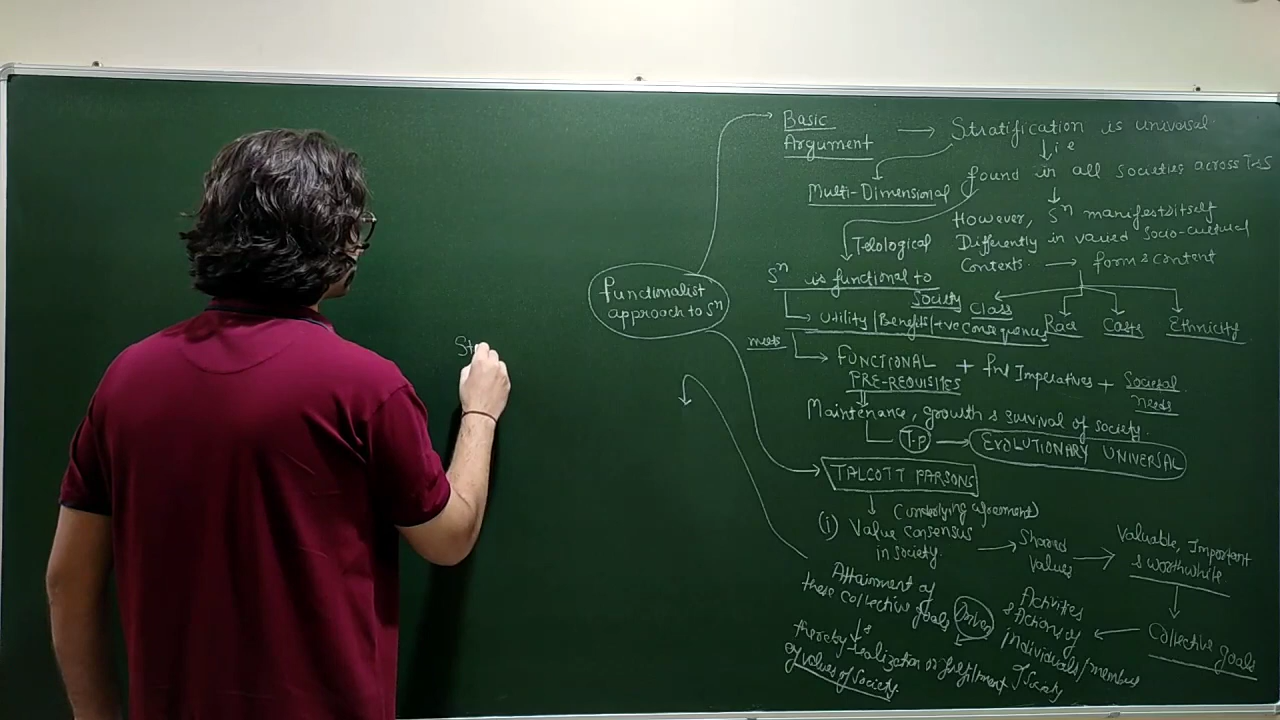 Basic
Argument
Stratification is universal
i e
found in all societies across T&S
Multi-Dimensional
However, Sⁿ manifests itself
Differently in varied socio-cultural
Contexts.
form & content
Telological
Sⁿ is functional to
Society
Class
Race
Caste
Ethnicity
Utility/Benefits/+ve consequences
functionalist
approach to Sⁿ
meets
FUNCTIONAL
PRE-REQUISITES
+ fnl Imperatives + Societal
needs
Maintenance, growth & survival of society.
T.P
EVOLUTIONARY UNIVERSAL
TALCOTT PARSONS
(underlying agreement)
(i) Value consensus
in society.
Shared
values
Valuable, Important
& worthwhile
Collective goals
Activities
& Actions of
individuals/members
of society
Driven
Attainment of
these collective goals
&
thereby realization or fulfilment
of values of society.
St